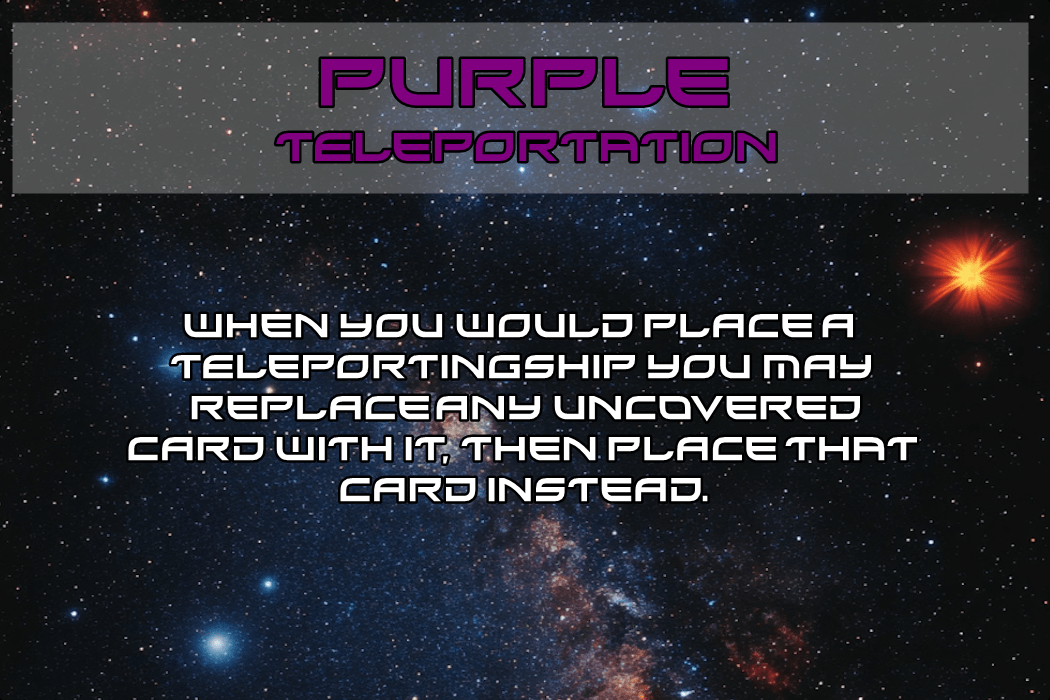 PURPLE
TELEPORTATION
WHEN YOU WOULD PLACE A
TELEPORTINGSHIP YOU MAY
REPLACE ANY UNCOVERED
CARD WITH IT, THEN PLACE THAT
CARD INSTEAD.